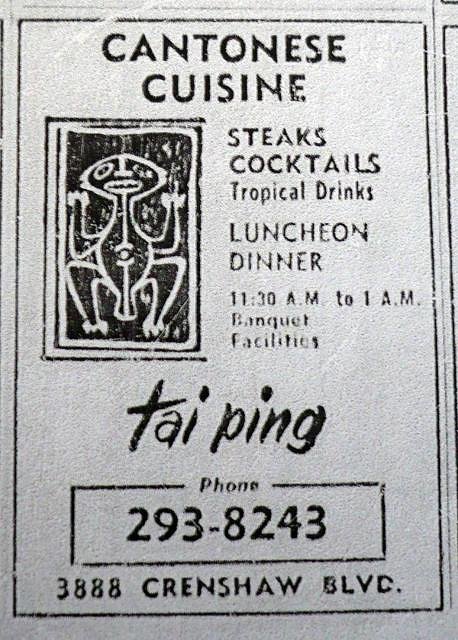 CANTONESE
CUISINE
STEAKS
COCKTAILS
Tropical Drinks
LUNCHEON
DINNER
11:30 A.M. to 1 A.M.
Banquet
Facilities
tai ping
Phone
293-8243
3888 CRENSHAW BLVD.